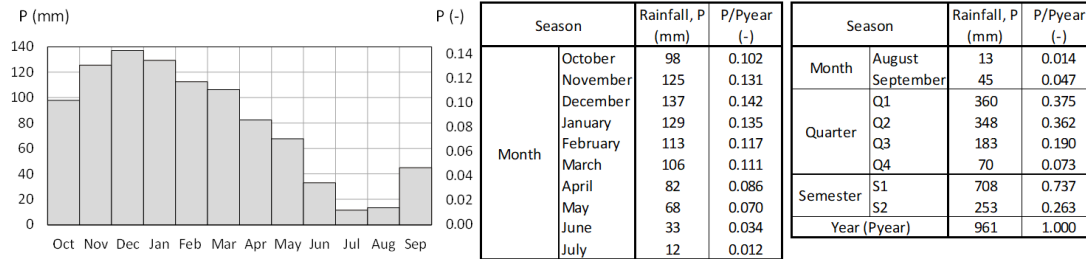 P (mm)
P (-)
140
120
100
80
60
40
20
0
0.14
0.12
0.10
0.08
0.06
0.04
0.02
0.00
Oct Nov Dec Jan Feb Mar Apr May Jun Jul Aug Sep
Season Rainfall, P (mm) P/Pyear (-)
Month
October 98 0.102
November 125 0.131
December 137 0.142
January 129 0.135
February 113 0.117
March 106 0.111
April 82 0.086
May 68 0.070
June 33 0.034
July 12 0.012
Season Rainfall, P (mm) P/Pyear (-)
Month
August 13 0.014
September 45 0.047
Quarter
Q1 360 0.375
Q2 348 0.362
Q3 183 0.190
Q4 70 0.073
Semester
S1 708 0.737
S2 253 0.263
Year (Pyear) 961 1.000